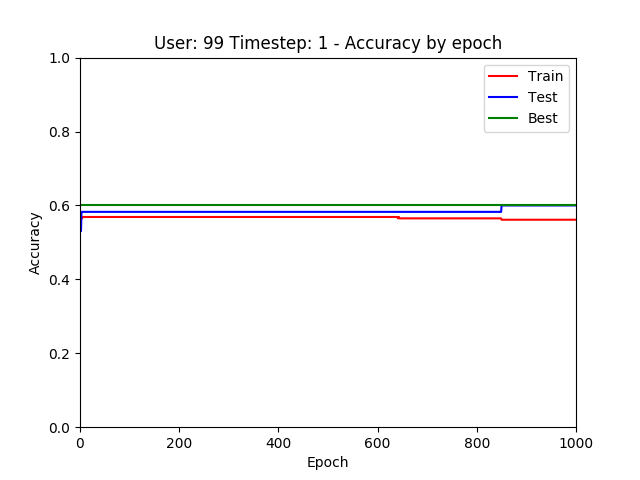 User: 99 Timestep: 1 - Accuracy by epoch
1.0
0.8
0.6
0.4
0.2
0.0
Accuracy
Train
Test
Best
0 200 400 600 800 1000
Epoch